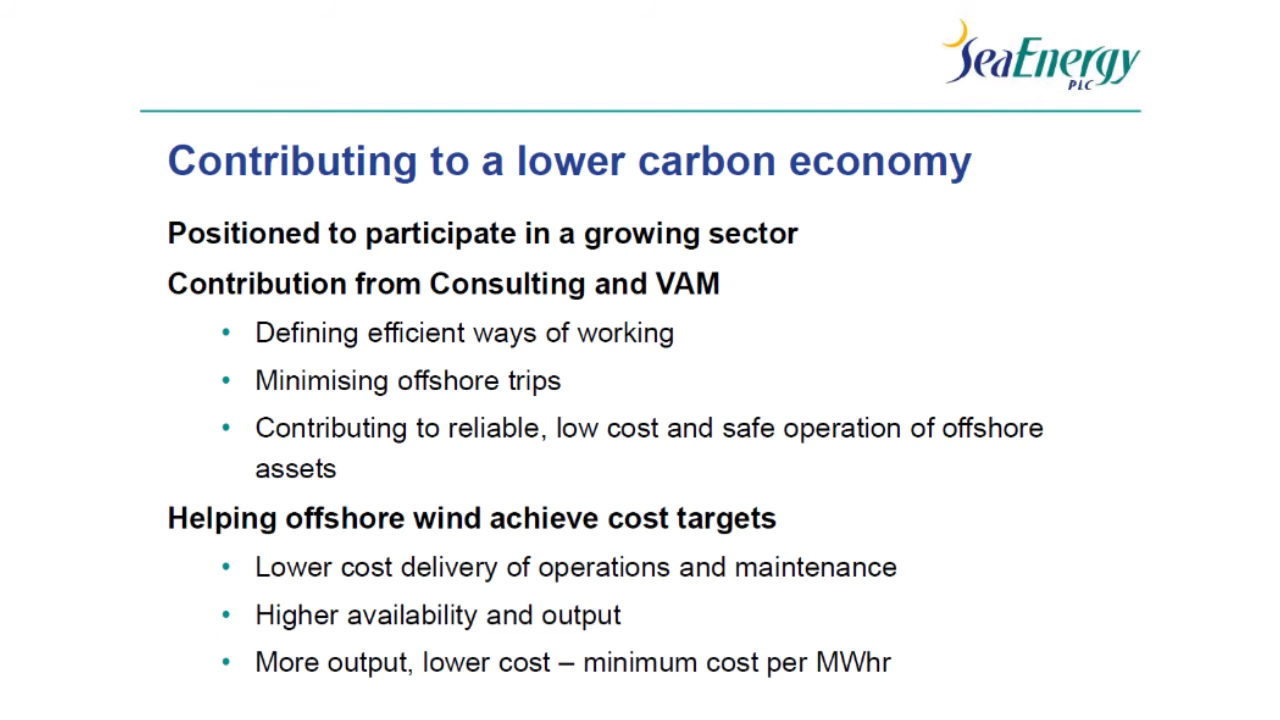 SeaEnergy
PLC
Contributing to a lower carbon economy
Positioned to participate in a growing sector
Contribution from Consulting and VAM
• Defining efficient ways of working
• Minimising offshore trips
• Contributing to reliable, low cost and safe operation of offshore
assets
Helping offshore wind achieve cost targets
• Lower cost delivery of operations and maintenance
• Higher availability and output
• More output, lower cost – minimum cost per MWhr